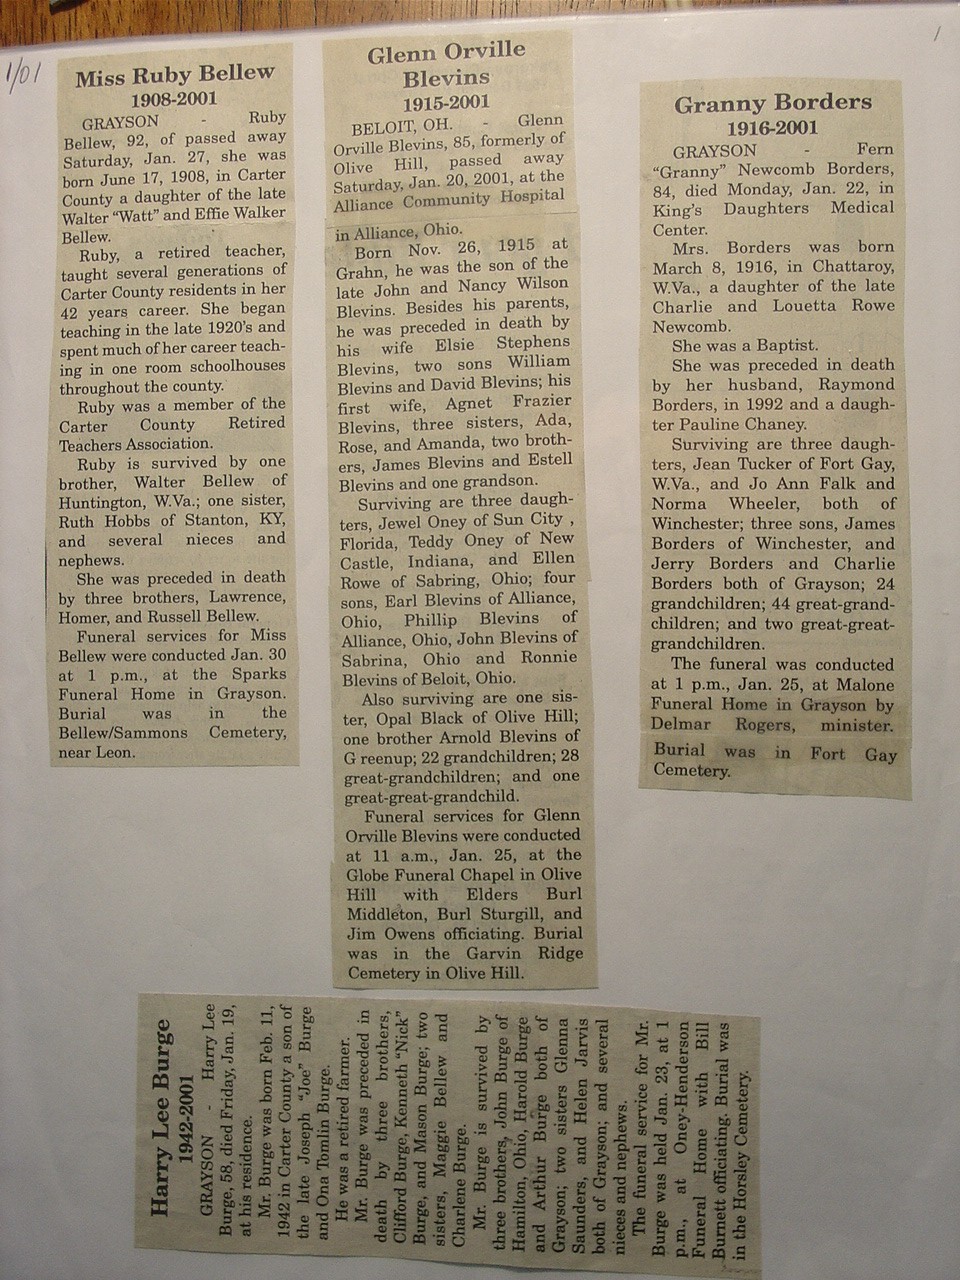 1/01
Miss Ruby Bellew
1908-2001
GRAYSON - Ruby
Bellew, 92, of passed away
Saturday, Jan. 27, she was
born June 17, 1908, in Carter
County a daughter of the late
Walter "Watt" and Effie Walker
Bellew.
Ruby, a retired teacher,
taught several generations of
Carter County residents in her
42 years career. She began
teaching in the late 1920's and
spent much of her career teach-
ing in one room schoolhouses
throughout the county.
Ruby was a member of the
Carter County Retired
Teachers Association.
Ruby is survived by one
brother, Walter Bellew of
Huntington, W.Va.; one sister,
Ruth Hobbs of Stanton, KY,
and several nieces and
nephews.
She was preceded in death
by three brothers, Lawrence,
Homer, and Russell Bellew.
Funeral services for Miss
Bellew were conducted Jan. 30
at 1 p.m., at the Sparks
Funeral Home in Grayson.
Burial was in the
Bellew/Sammons Cemetery,
near Leon.
Glenn Orville
Blevins
1915-2001
BELOIT, OH. - Glenn
Orville Blevins, 85, formerly of
Olive Hill, passed away
Saturday, Jan. 20, 2001, at the
Alliance Community Hospital
in Alliance, Ohio.
Born Nov. 26, 1915 at
Grahn, he was the son of the
late John and Nancy Wilson
Blevins. Besides his parents,
he was preceded in death by
his wife Elsie Stephens
Blevins, two sons William
Blevins and David Blevins; his
first wife, Agnet Frazier
Blevins, three sisters, Ada,
Rose, and Amanda, two broth-
ers, James Blevins and Estell
Blevins and one grandson.
Surviving are three daugh-
ters, Jewel Oney of Sun City ,
Florida, Teddy Oney of New
Castle, Indiana, and Ellen
Rowe of Sabring, Ohio; four
sons, Earl Blevins of Alliance,
Ohio, Phillip Blevins of
Alliance, Ohio, John Blevins of
Sabrina, Ohio and Ronnie
Blevins of Beloit, Ohio.
Also surviving are one sis-
ter, Opal Black of Olive Hill;
one brother Arnold Blevins of
G reenup; 22 grandchildren; 28
great-grandchildren; and one
great-great-grandchild.
Funeral services for Glenn
Orville Blevins were conducted
at 11 a.m., Jan. 25, at the
Globe Funeral Chapel in Olive
Hill with Elders Burl
Middleton, Burl Sturgill, and
Jim Owens officiating. Burial
was in the Garvin Ridge
Cemetery in Olive Hill.
Granny Borders
1916-2001
GRAYSON - Fern
"Granny" Newcomb Borders,
84, died Monday, Jan. 22, in
King's Daughters Medical
Center.
Mrs. Borders was born
March 8, 1916, in Chattaroy,
W.Va., a daughter of the late
Charlie and Louetta Rowe
Newcomb.
She was a Baptist.
She was preceded in death
by her husband, Raymond
Borders, in 1992 and a daugh-
ter Pauline Chaney.
Surviving are three daugh-
ters, Jean Tucker of Fort Gay,
W.Va., and Jo Ann Falk and
Norma Wheeler, both of
Winchester; three sons, James
Borders of Winchester, and
Jerry Borders and Charlie
Borders both of Grayson; 24
grandchildren; 44 great-grand-
children; and two great-great-
grandchildren.
The funeral was conducted
at 1 p.m., Jan. 25, at Malone
Funeral Home in Grayson by
Delmar Rogers, minister.
Burial was in Fort Gay
Cemetery.
Harry Lee Burge
1942-2001
GRAYSON - Harry Lee
Burge, 58, died Friday, Jan. 19,
at his residence.
Mr. Burge was born Feb. 11,
1942 in Carter County a son of
the late Joseph "Joe" Burge
and Ona Tomlin Burge.
He was a retired farmer.
Mr. Burge was preceded in
death by three brothers,
Clifford Burge, Kenneth "Nick"
Burge, and Mason Burge; two
sisters, Maggie Bellew and
Charlene Burge.
Mr. Burge is survived by
three brothers, John Burge of
Hamilton, Ohio, Harold Burge
and Arthur Burge both of
Grayson; two sisters Glenna
Saunders, and Helen Jarvis
both of Grayson; and several
nieces and nephews.
The funeral service for Mr.
Burge was held Jan. 23, at 1
p.m., at Oney-Henderson
Funeral Home with Bill
Burnett officiating. Burial was
in the Horsley Cemetery.